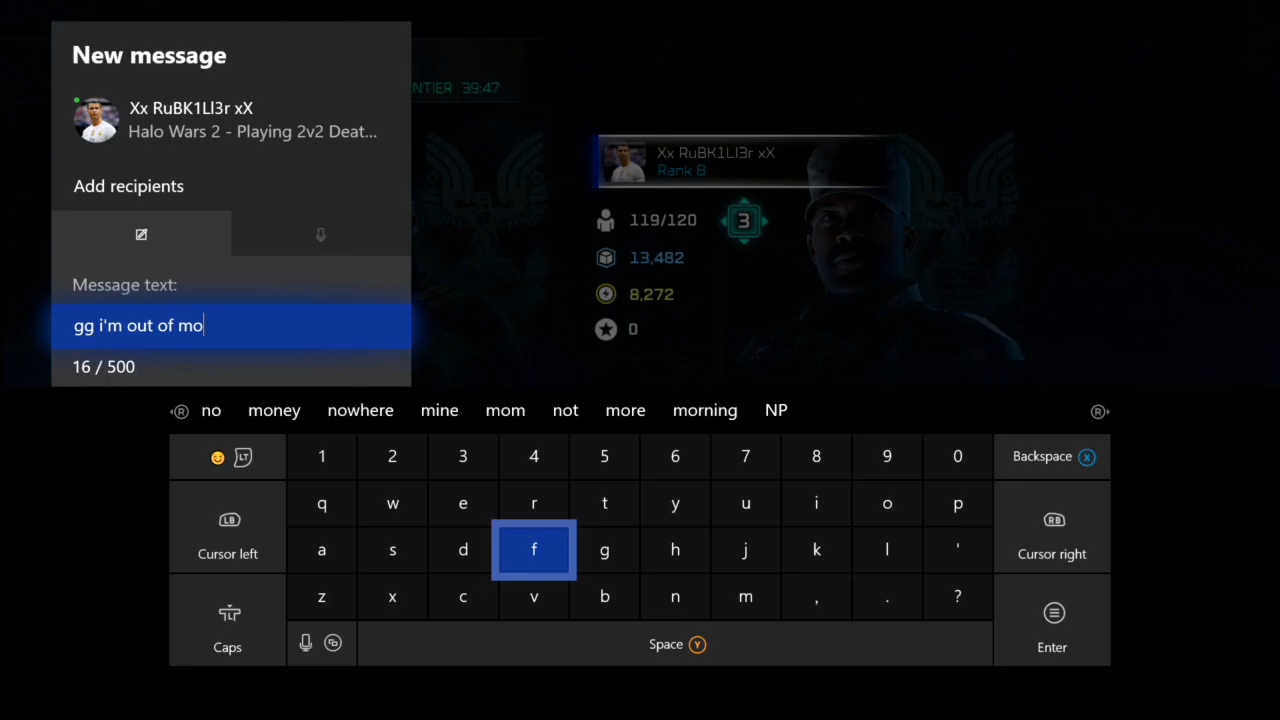 New message
Xx RuBK1Ll3r xX
Halo Wars 2 - Playing 2v2 Deat...
Add recipients
Message text:
gg i'm out of mo
16 / 500
NTIER 39:47
Xx RuBK1Ll3r xX
Rank 8
119/120
3
13,482
8,272
0
R no money nowhere mine mom not more morning NP R
LT 1 2 3 4 5 6 7 8 9 0 Backspace X
q w e r t y u i o p
LB RB
Cursor left a s d f g h j k l ' Cursor right
z x c v b n m , . ?
Caps Space Y Enter